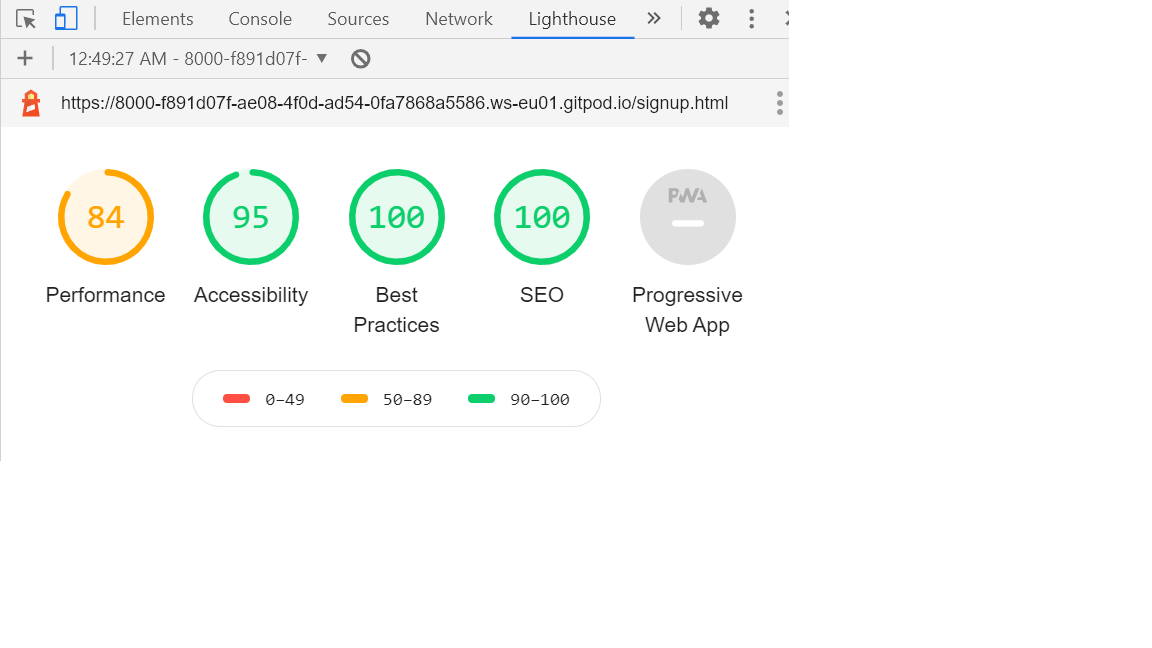 Elements Console Sources Network Lighthouse
12:49:27 AM - 8000-f891d07f-
https://8000-f891d07f-ae08-4f0d-ad54-0fa7868a5586.ws-eu01.gitpod.io/signup.html
84 95 100 100 PWA
Performance Accessibility Best Practices SEO Progressive Web App
0–49 50–89 90–100